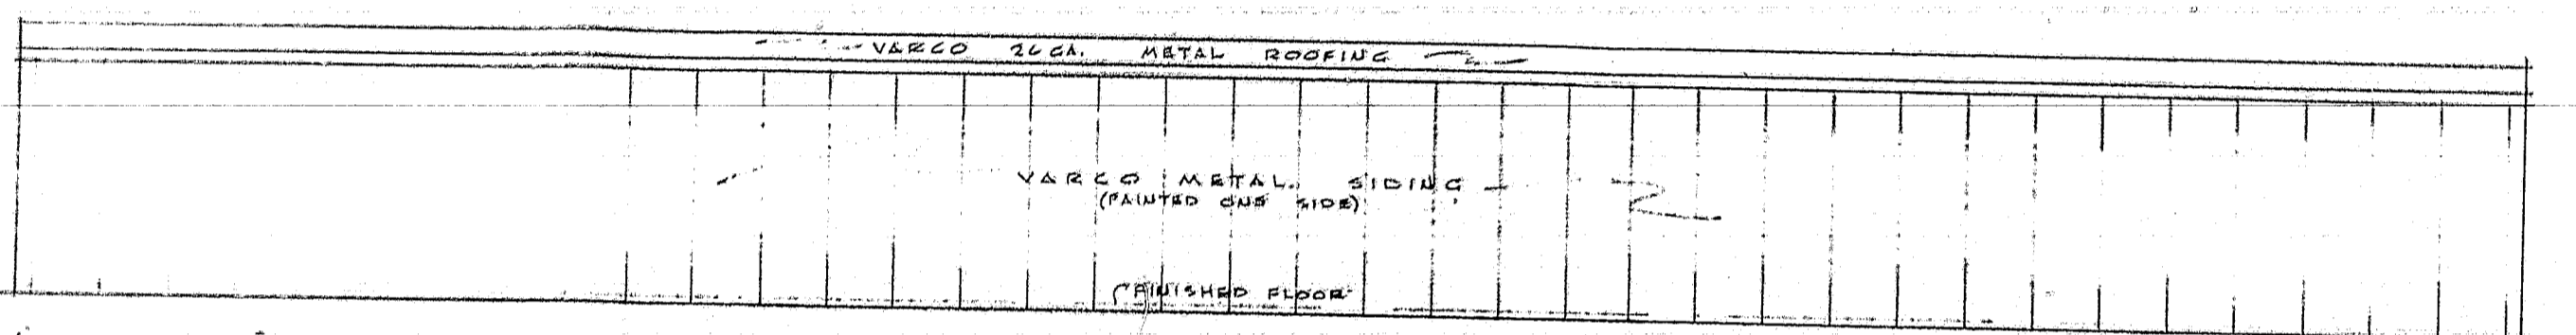 VARCO 26 GA. METAL ROOFING
VARCO METAL SIDING
(PAINTED ONE SIDE)
FINISHED FLOOR